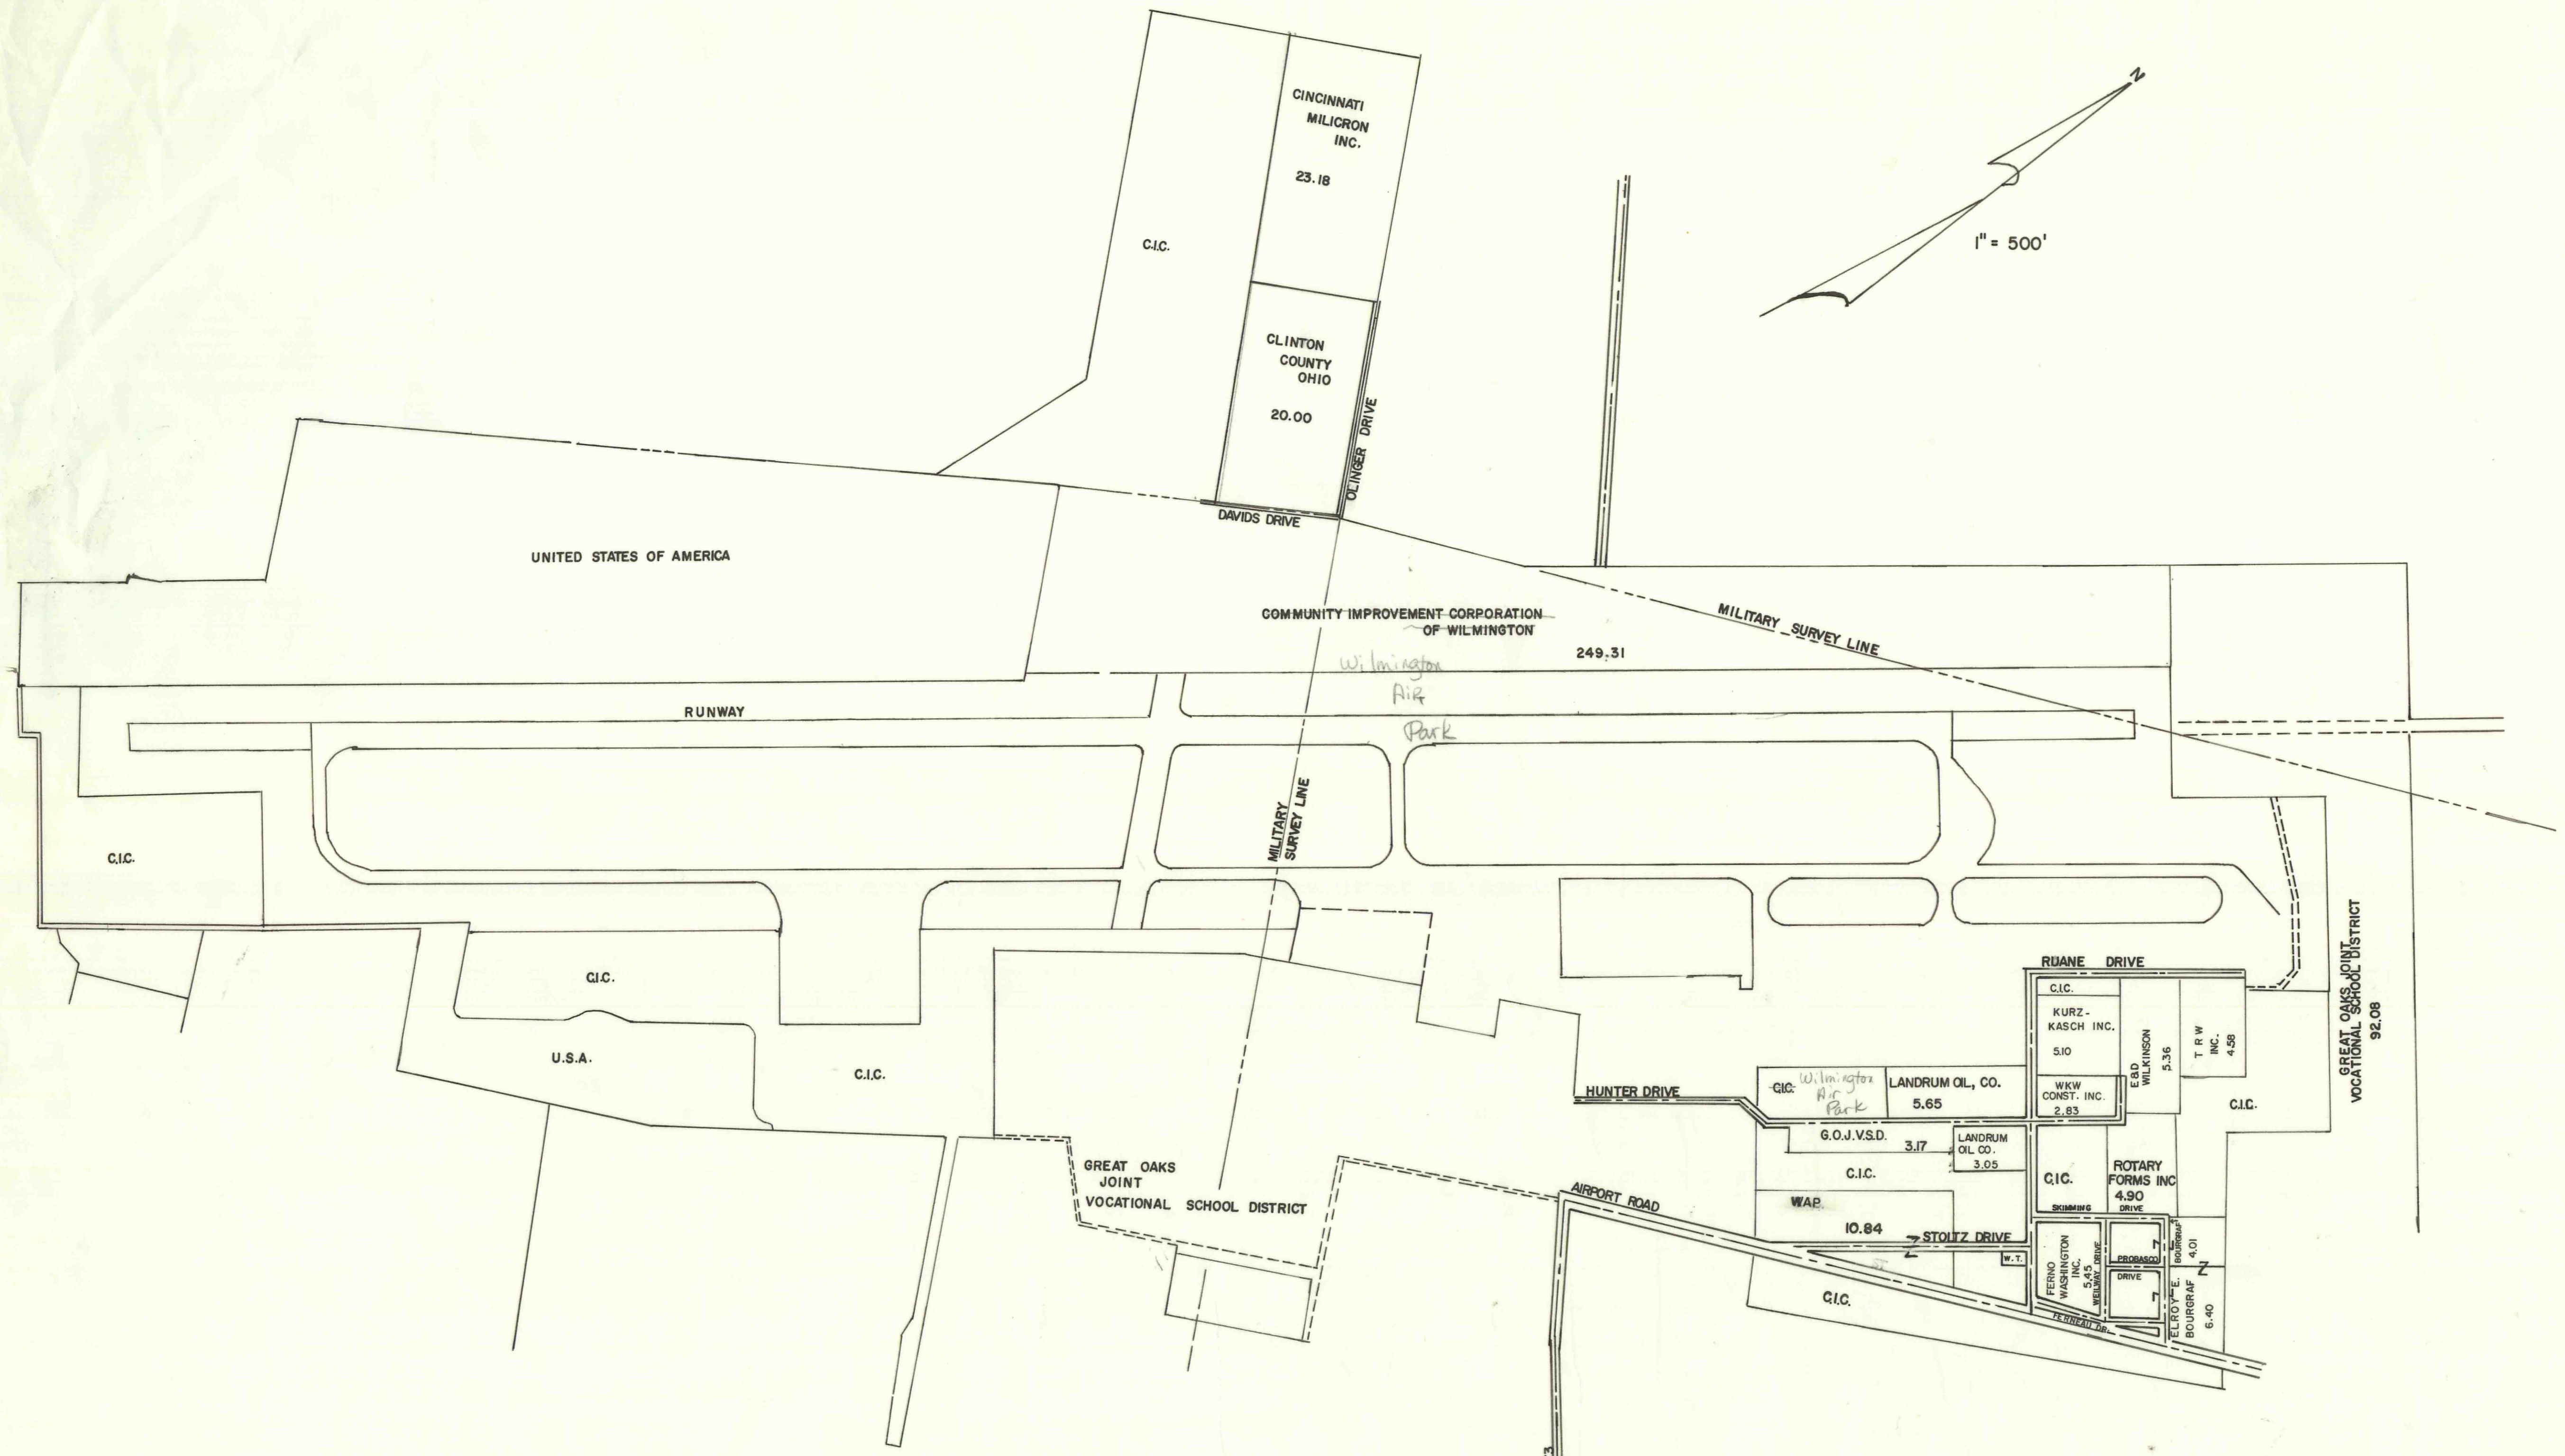 CINCINNATI
MILICRON
INC.
23.18
N
1" = 500'
C.I.C.
CLINTON
COUNTY
OHIO
20.00
OLINGER DRIVE
DAVIDS DRIVE
UNITED STATES OF AMERICA
COMMUNITY IMPROVEMENT CORPORATION
OF WILMINGTON
249.31
MILITARY SURVEY LINE
Wilmington
Air
Park
RUNWAY
MILITARY
SURVEY LINE
C.I.C.
C.I.C.
U.S.A.
C.I.C.
GREAT OAKS
JOINT
VOCATIONAL SCHOOL DISTRICT
HUNTER DRIVE
AIRPORT ROAD
RUANE DRIVE
C.I.C.
KURZ-
KASCH INC.
5.10
WKW
CONST. INC.
2.83
E&D
WILKINSON
5.36
T R W
INC.
4.58
C.I.C.
GREAT OAKS JOINT
VOCATIONAL SCHOOL DISTRICT
92.08
C.I.C.
Wilmington
Air
Park
LANDRUM OIL, CO.
5.65
G.O.J.V.S.D.
3.17
LANDRUM
OIL CO.
3.05
C.I.C.
W.A.P.
10.84
STOLTZ DRIVE
Z
W.T.
C.I.C.
C.I.C.
ROTARY
FORMS INC
4.90
SKIMMING DRIVE
FERNO
WASHINGTON
INC.
5.45
WEILWAY DRIVE
PROBASCO
DRIVE
FERNEAU DR.
BOURGRAF
4.01
Z
ELROY E.
BOURGRAF
6.40